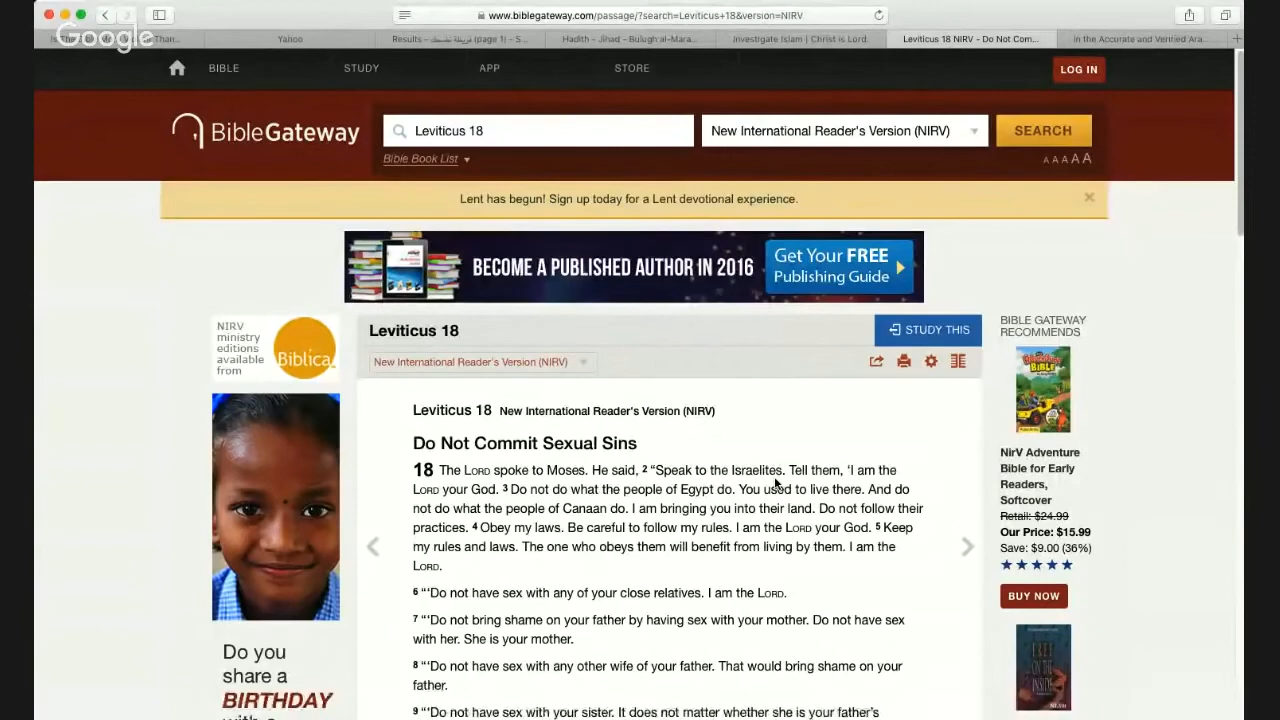 www.biblegateway.com/passage/?search=Leviticus+18&version=NIRV
Google
Yahoo
Results – فريقا تقتلون (page 1) – S...
Hadith – Jihad – Bulugh al-Mara...
Investigate Islam | Christ is Lord.
Leviticus 18 NIRV - Do Not Com...
in the Accurate and Verified Ara...
BIBLE
STUDY
APP
STORE
LOG IN
BibleGateway
Leviticus 18
New International Reader's Version (NIRV)
SEARCH
Bible Book List
A A A A A
Lent has begun! Sign up today for a Lent devotional experience.
BECOME A PUBLISHED AUTHOR IN 2016
Get Your FREE
Publishing Guide
NIRV
ministry
editions
available
from
Biblica
Leviticus 18
STUDY THIS
New International Reader's Version (NIRV)
Leviticus 18 New International Reader's Version (NIRV)
Do Not Commit Sexual Sins
18 The LORD spoke to Moses. He said, 2 “Speak to the Israelites. Tell them, ‘I am the
LORD your God. 3 Do not do what the people of Egypt do. You used to live there. And do
not do what the people of Canaan do. I am bringing you into their land. Do not follow their
practices. 4 Obey my laws. Be careful to follow my rules. I am the LORD your God. 5 Keep
my rules and laws. The one who obeys them will benefit from living by them. I am the
LORD.
6 “‘Do not have sex with any of your close relatives. I am the LORD.
7 “‘Do not bring shame on your father by having sex with your mother. Do not have sex
with her. She is your mother.
8 “‘Do not have sex with any other wife of your father. That would bring shame on your
father.
9 “‘Do not have sex with your sister. It does not matter whether she is your father’s
BIBLE GATEWAY
RECOMMENDS
NirV Adventure
Bible for Early
Readers,
Softcover
Retail: $24.99
Our Price: $15.99
Save: $9.00 (36%)
BUY NOW
FREE
ON THE
INSIDE
Do you
share a
BIRTHDAY